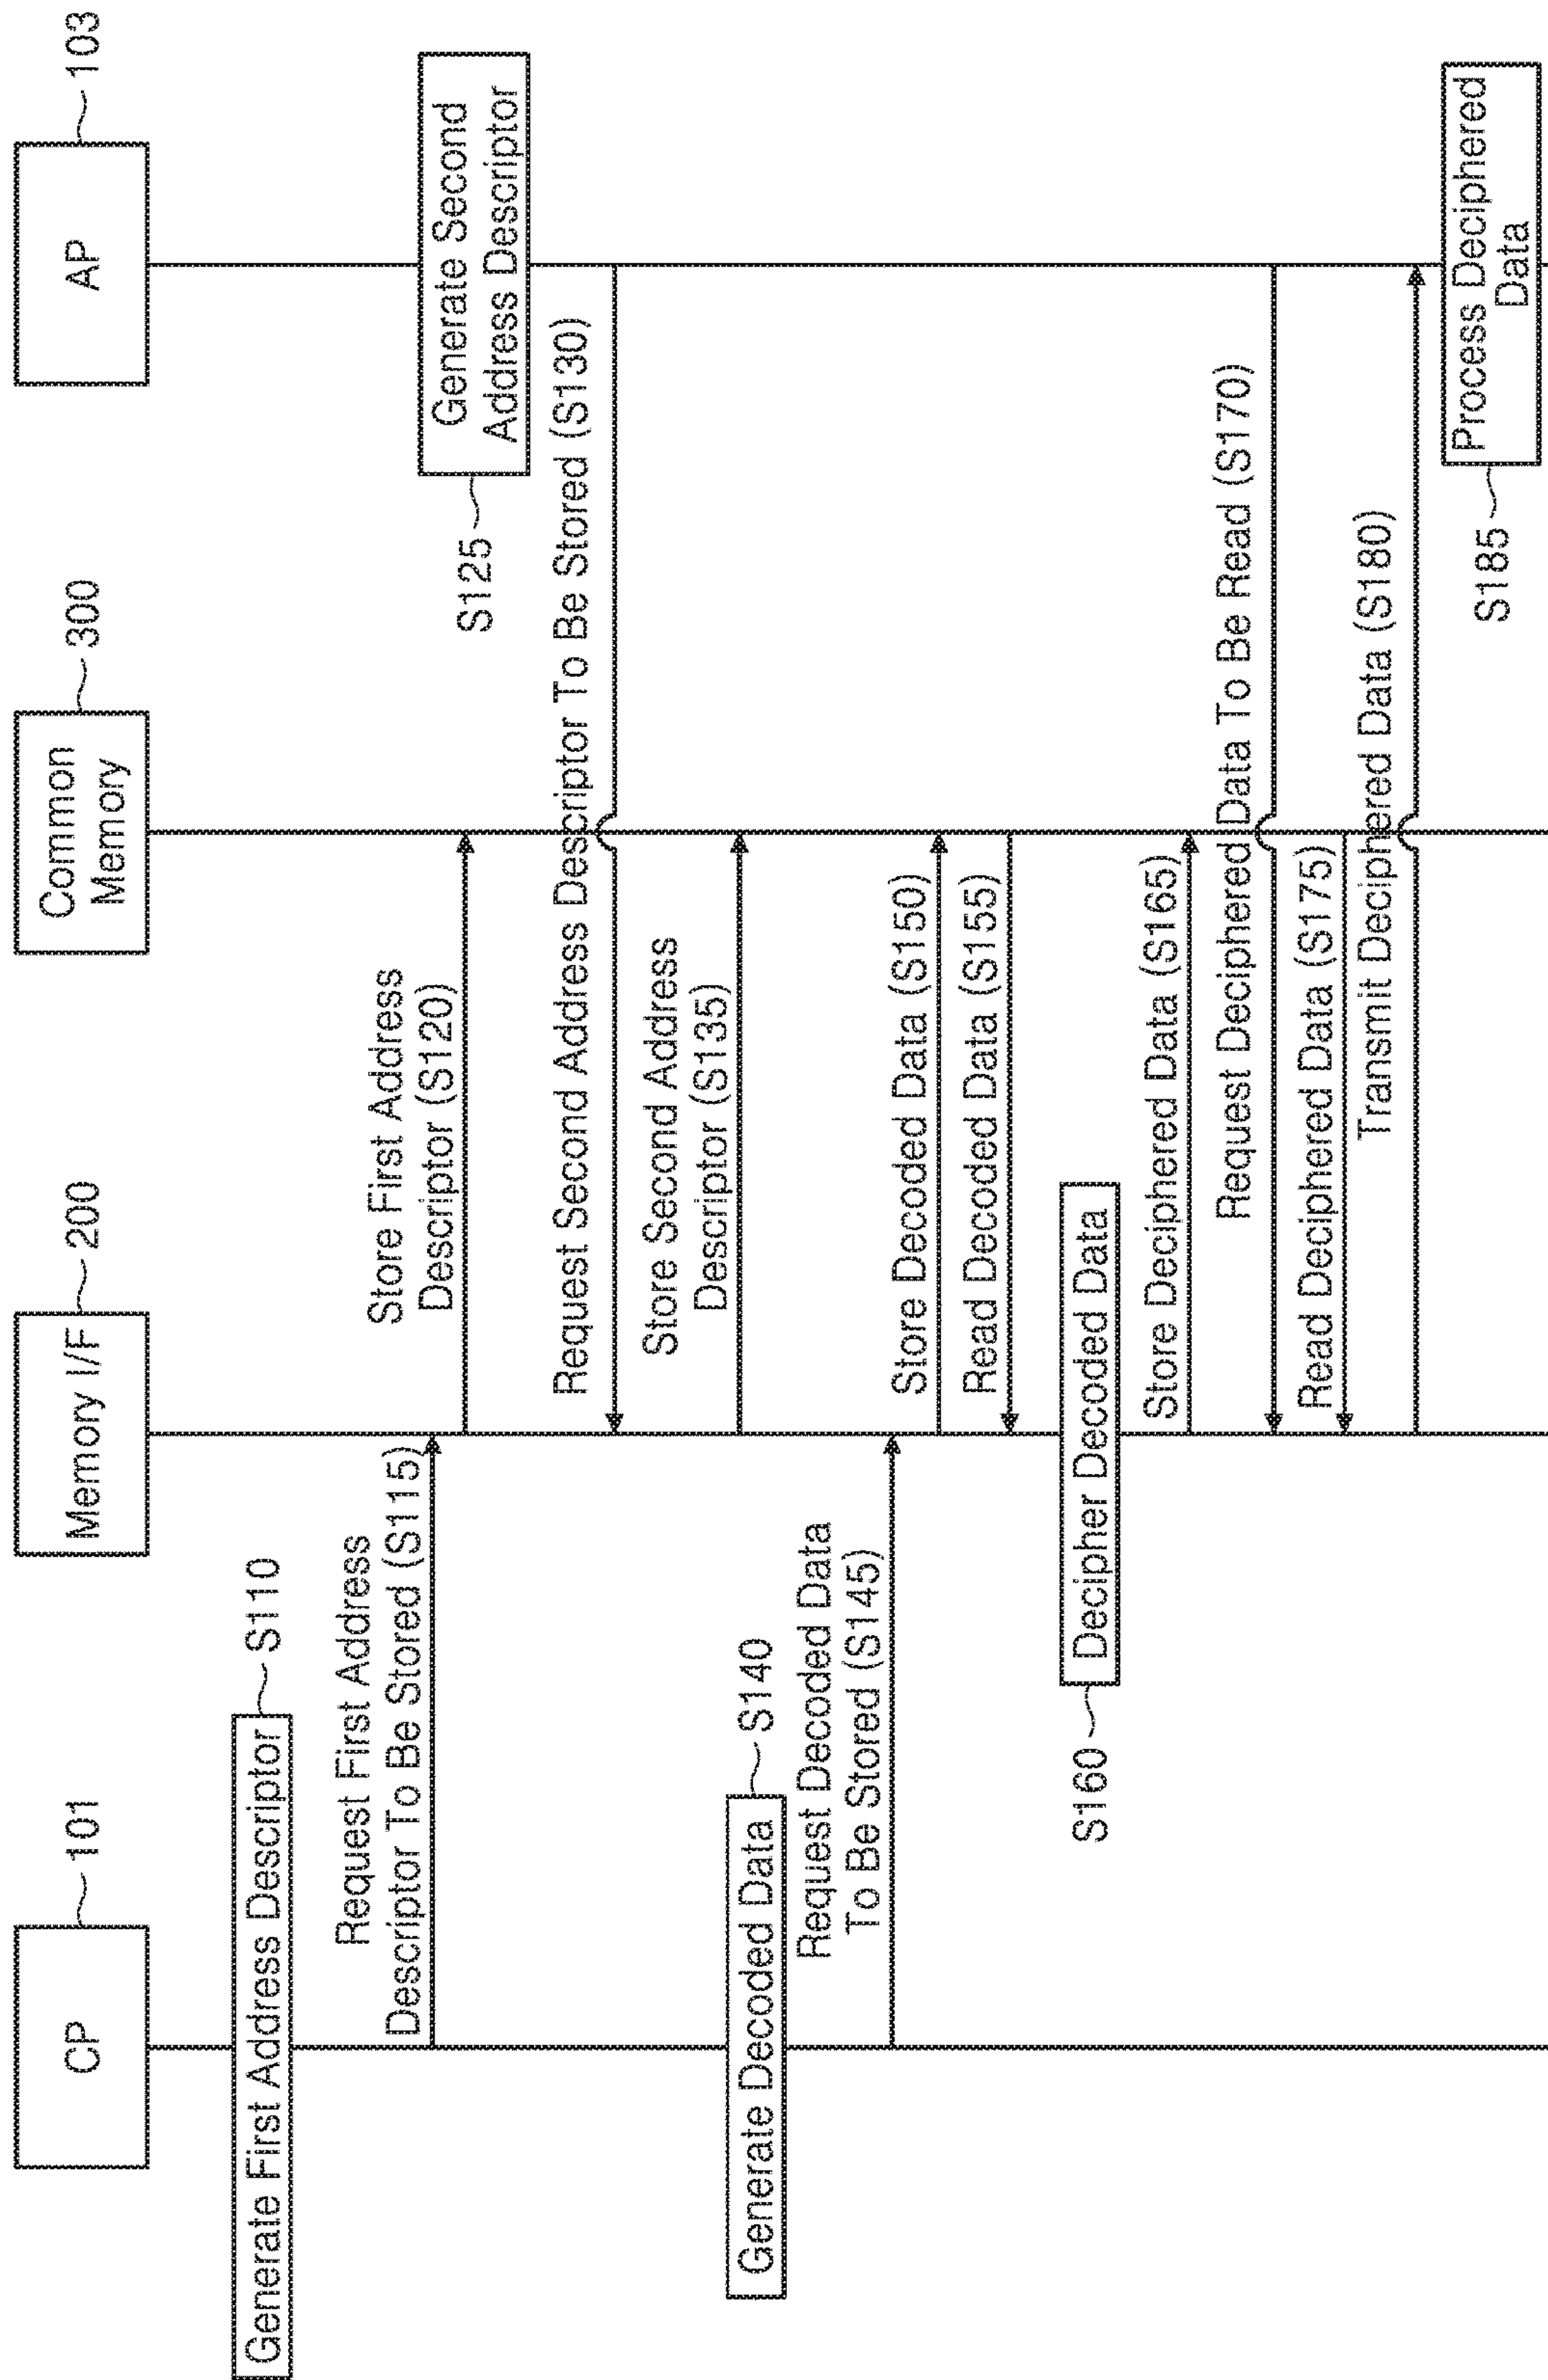 CP
101
Memory I/F
200
Common
Memory
300
AP
103
Generate First Address Descriptor
S110
Request First Address
Descriptor To Be Stored (S115)
Store First Address
Descriptor (S120)
S125
Generate Second
Address Descriptor
Request Second Address Descriptor To Be Stored (S130)
Store Second Address
Descriptor (S135)
Generate Decoded Data
S140
Request Decoded Data
To Be Stored (S145)
Store Decoded Data (S150)
Read Decoded Data (S155)
S160
Decipher Decoded Data
Store Deciphered Data (S165)
Request Deciphered Data To Be Read (S170)
Read Deciphered Data (S175)
Transmit Deciphered Data (S180)
S185
Process Deciphered
Data